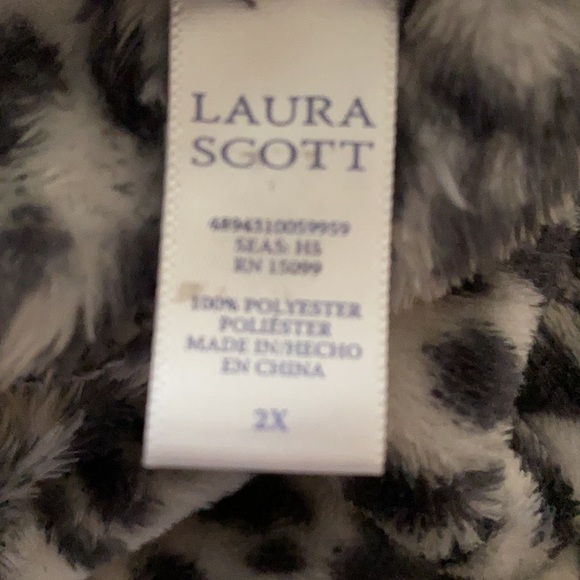 LAURA
SCOTT
4894310059959
SEAS: HS
RN 15099
100% POLYESTER
POLIÉSTER
MADE IN/HECHO
EN CHINA
2X